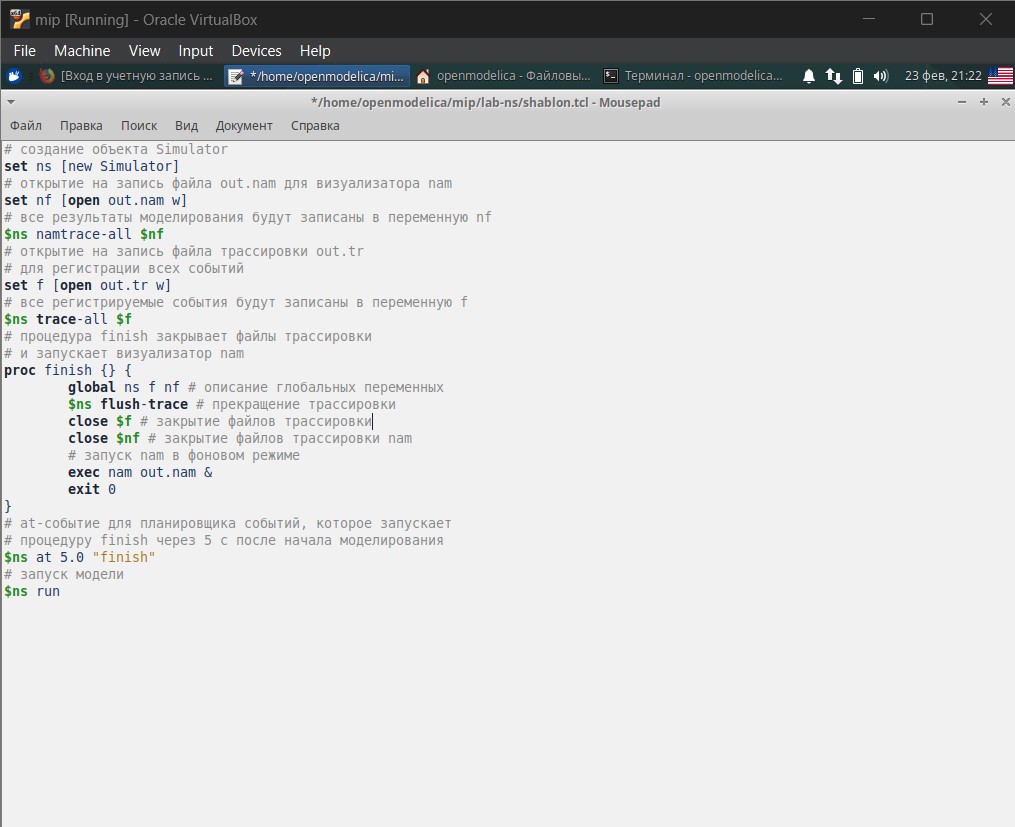 mip [Running] - Oracle VirtualBox
File Machine View Input Devices Help
[Вход в учетную запись ... */home/openmodelica/mi... openmodelica - Файловы... Терминал - openmodelica... 23 фев, 21:22
*/home/openmodelica/mip/lab-ns/shablon.tcl - Mousepad
Файл Правка Поиск Вид Документ Справка
# создание объекта Simulator
set ns [new Simulator]
# открытие на запись файла out.nam для визуализатора nam
set nf [open out.nam w]
# все результаты моделирования будут записаны в переменную nf
$ns namtrace-all $nf
# открытие на запись файла трассировки out.tr
# для регистрации всех событий
set f [open out.tr w]
# все регистрируемые события будут записаны в переменную f
$ns trace-all $f
# процедура finish закрывает файлы трассировки
# и запускает визуализатор nam
proc finish {} {
global ns f nf # описание глобальных переменных
$ns flush-trace # прекращение трассировки
close $f # закрытие файлов трассировки
close $nf # закрытие файлов трассировки nam
# запуск nam в фоновом режиме
exec nam out.nam &
exit 0
}
# at-событие для планировщика событий, которое запускает
# процедуру finish через 5 с после начала моделирования
$ns at 5.0 "finish"
# запуск модели
$ns run